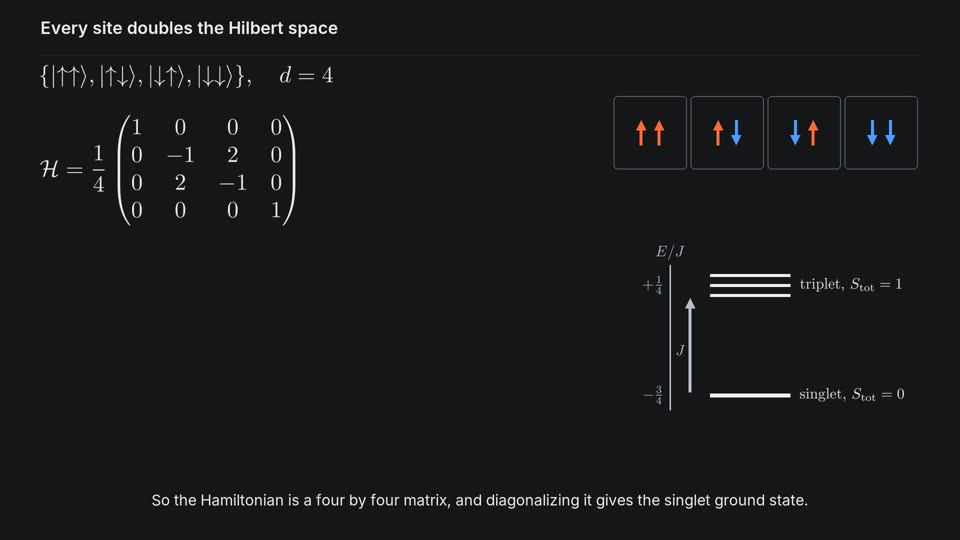 Every site doubles the Hilbert space
{|↑↑⟩, |↑↓⟩, |↓↑⟩, |↓↓⟩}, d = 4
ℋ = 1/4
1 0 0 0
0 −1 2 0
0 2 −1 0
0 0 0 1
E/J
+1/4
triplet, S_tot = 1
J
−3/4
singlet, S_tot = 0
So the Hamiltonian is a four by four matrix, and diagonalizing it gives the singlet ground state.